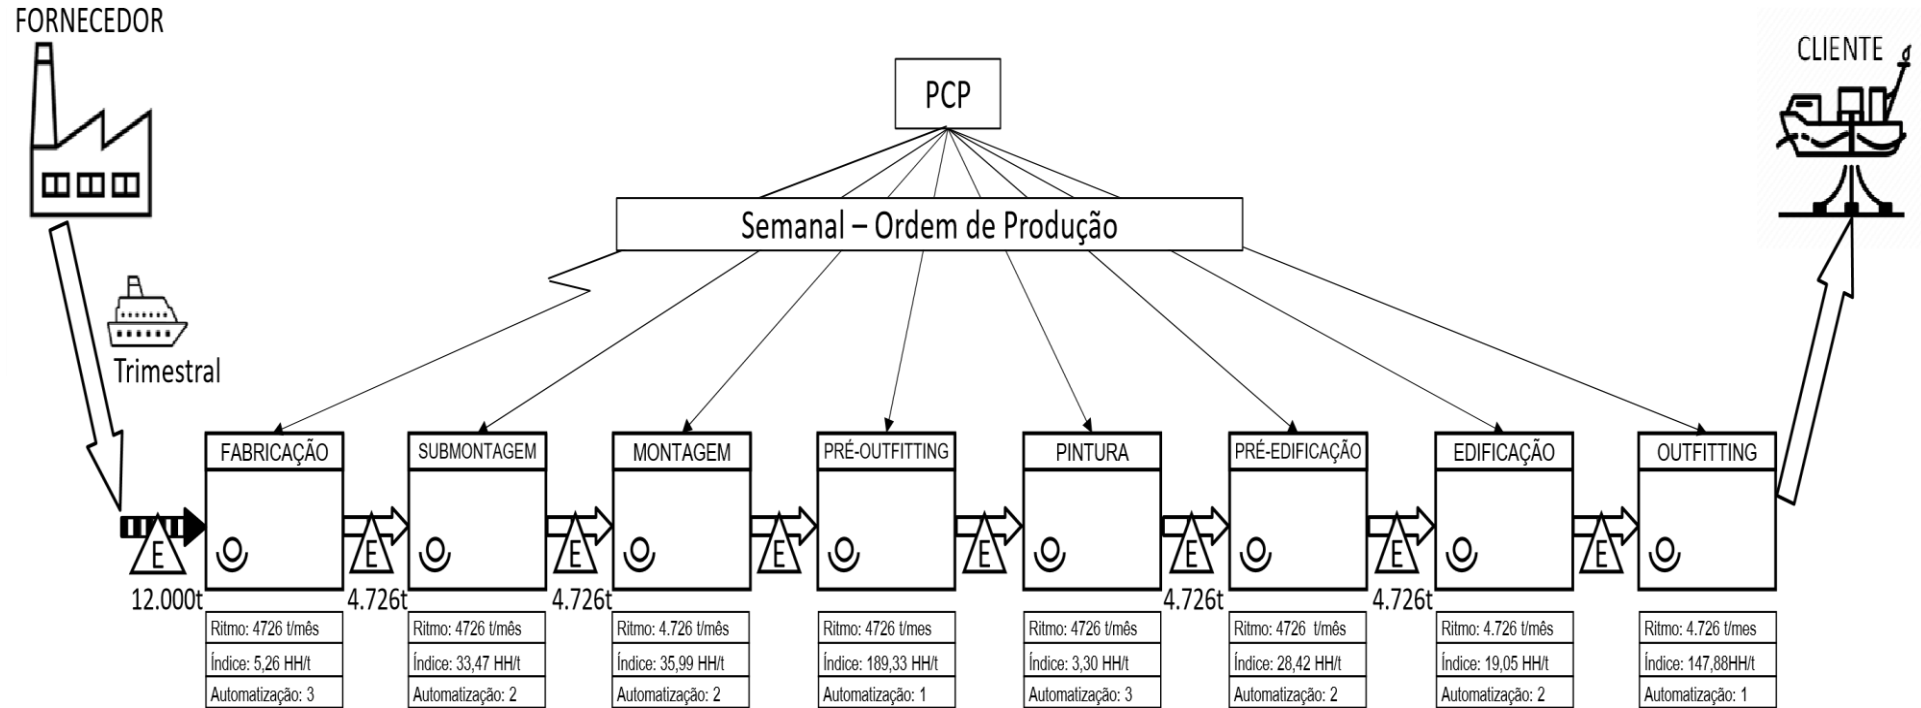 FORNECEDOR
CLIENTE
PCP
Semanal – Ordem de Produção
Trimestral
FABRICAÇÃO
SUBMONTAGEM
MONTAGEM
PRÉ-OUTFITTING
PINTURA
PRÉ-EDIFICAÇÃO
EDIFICAÇÃO
OUTFITTING
E
E
E
E
E
E
E
E
12.000t
4.726t
4.726t
4.726t
4.726t
Ritmo: 4726 t/mês
Índice: 5,26 HH/t
Automatização: 3
Ritmo: 4726 t/mês
Índice: 33,47 HH/t
Automatização: 2
Ritmo: 4.726 t/mês
Índice: 35,99 HH/t
Automatização: 2
Ritmo: 4726 t/mes
Índice: 189,33 HH/t
Automatização: 1
Ritmo: 4726 t/mês
Índice: 3,30 HH/t
Automatização: 3
Ritmo: 4726 t/mês
Índice: 28,42 HH/t
Automatização: 2
Ritmo: 4.726 t/mês
Índice: 19,05 HH/t
Automatização: 2
Ritmo: 4.726 t/mes
Índice: 147,88HH/t
Automatização: 1